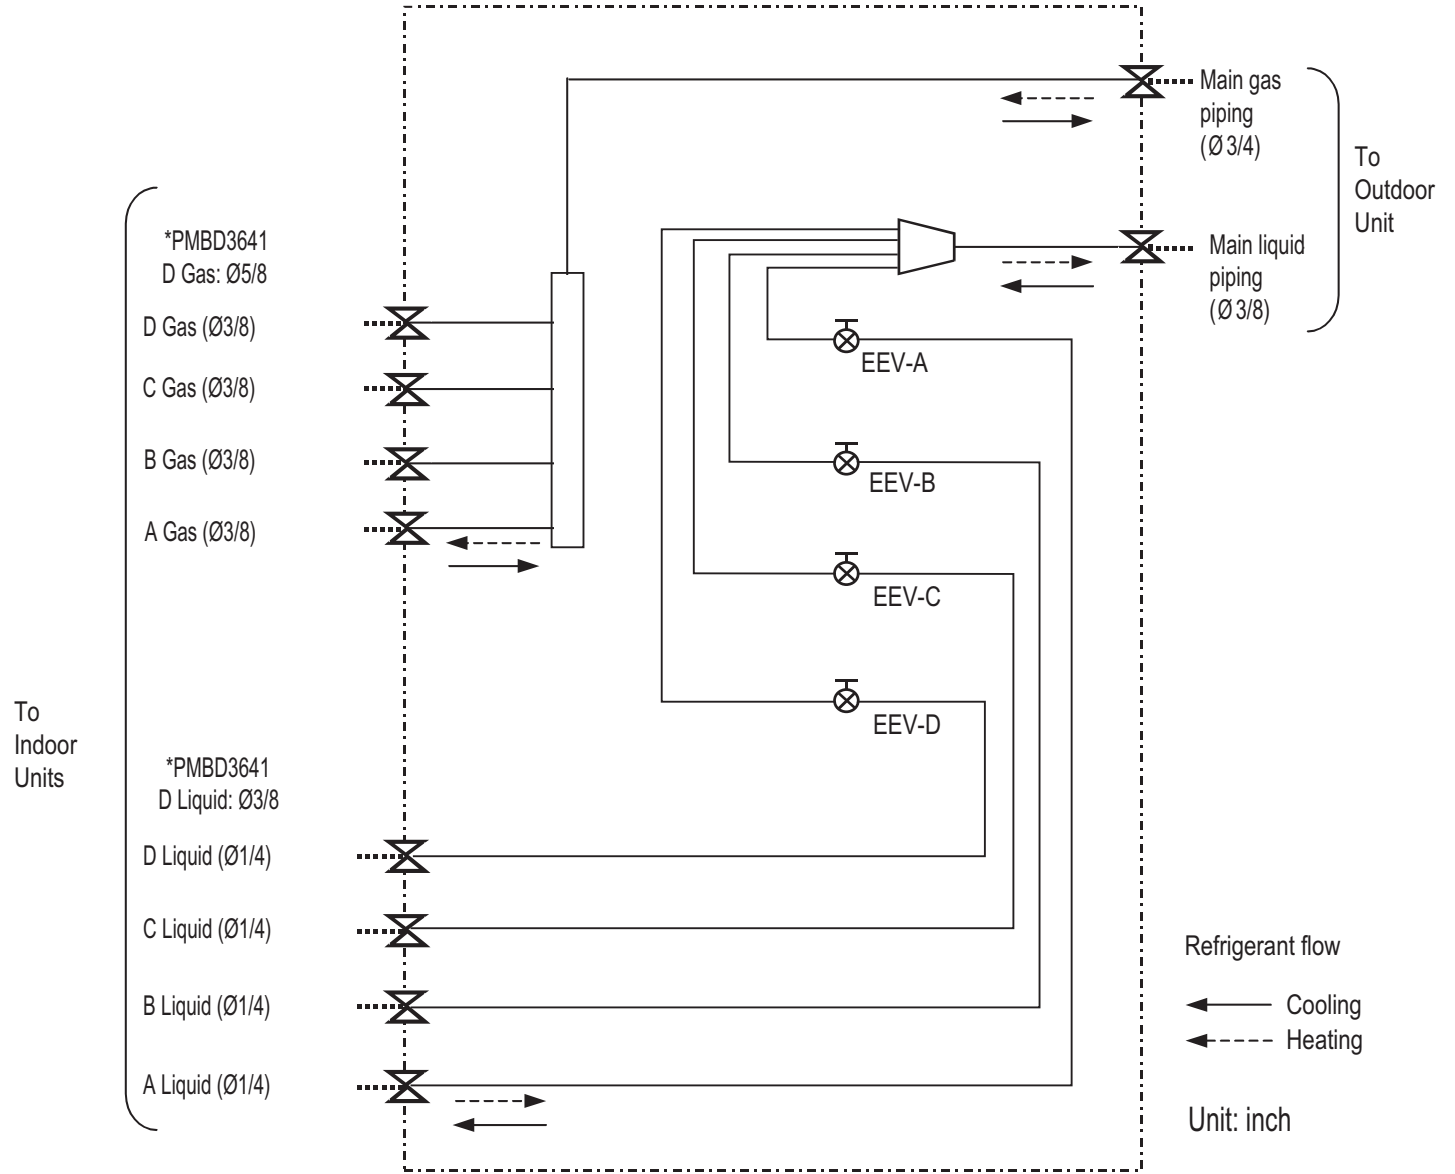 Main gas
piping
(Ø 3/4)
To
Outdoor
Unit
Main liquid
piping
(Ø 3/8)
*PMBD3641
D Gas: Ø5/8
D Gas (Ø3/8)
C Gas (Ø3/8)
B Gas (Ø3/8)
A Gas (Ø3/8)
EEV-A
EEV-B
EEV-C
EEV-D
To
Indoor
Units
*PMBD3641
D Liquid: Ø3/8
D Liquid (Ø1/4)
C Liquid (Ø1/4)
B Liquid (Ø1/4)
A Liquid (Ø1/4)
Refrigerant flow
Cooling
Heating
Unit: inch